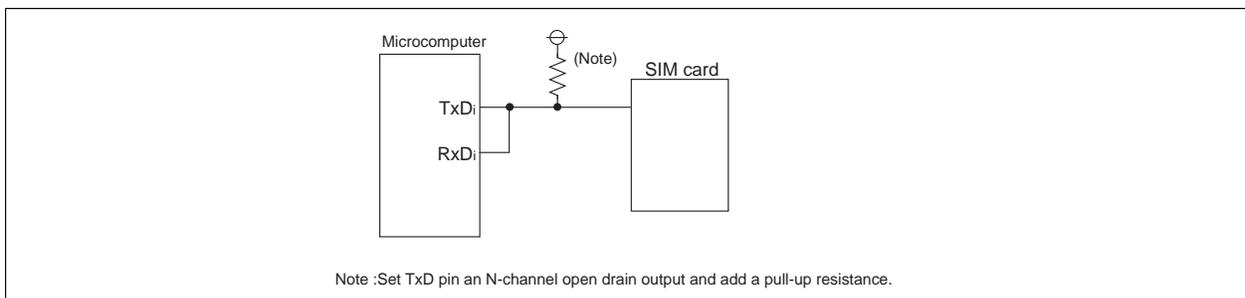 Microcomputer
(Note)
SIM card
TxDi
RxDi
Note :Set TxD pin an N-channel open drain output and add a pull-up resistance.